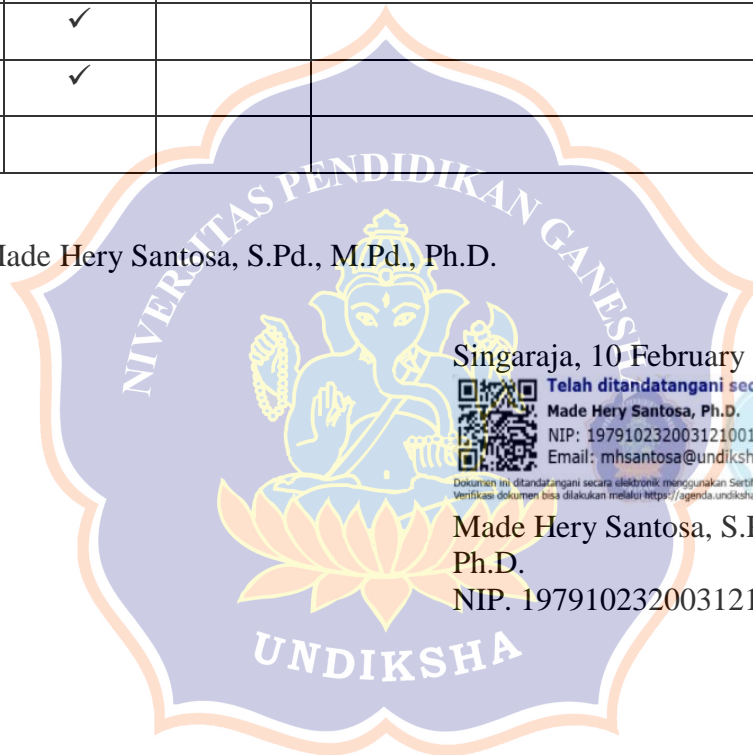 ✓
✓
Made Hery Santosa, S.Pd., M.Pd., Ph.D.
NIVERSITAS PENDIDIKAN GANESHA
Singaraja, 10 February
Telah ditandatangani sec
Made Hery Santosa, Ph.D.
NIP: 197910232003121001
Email: mhsantosa@undiksh
Dokumen ini ditandatangani secara elektronik menggunakan Sertif
Verifikasi dokumen bisa dilakukan melalui https://agenda.undiksha
Made Hery Santosa, S.P
Ph.D.
NIP. 197910232003121
UNDIKSHA